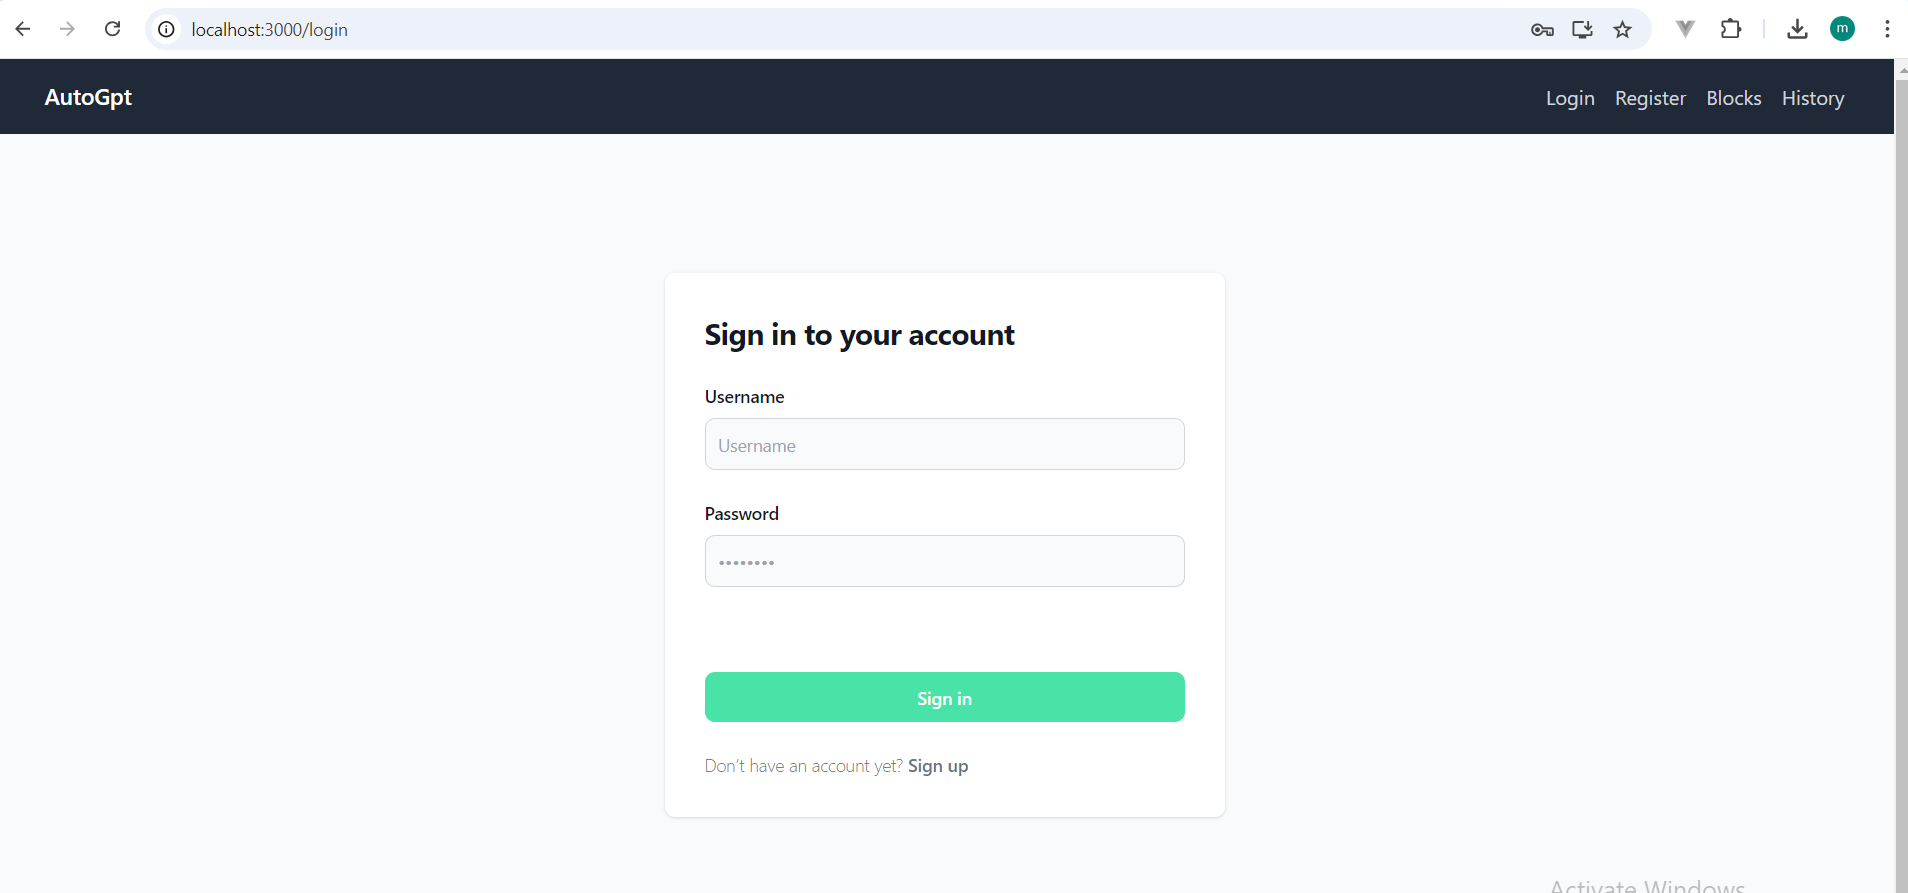 localhost:3000/login
m
AutoGpt
Login Register Blocks History
Sign in to your account
Username
Username
Password
••••••••
Sign in
Don't have an account yet? Sign up
Activate Windows